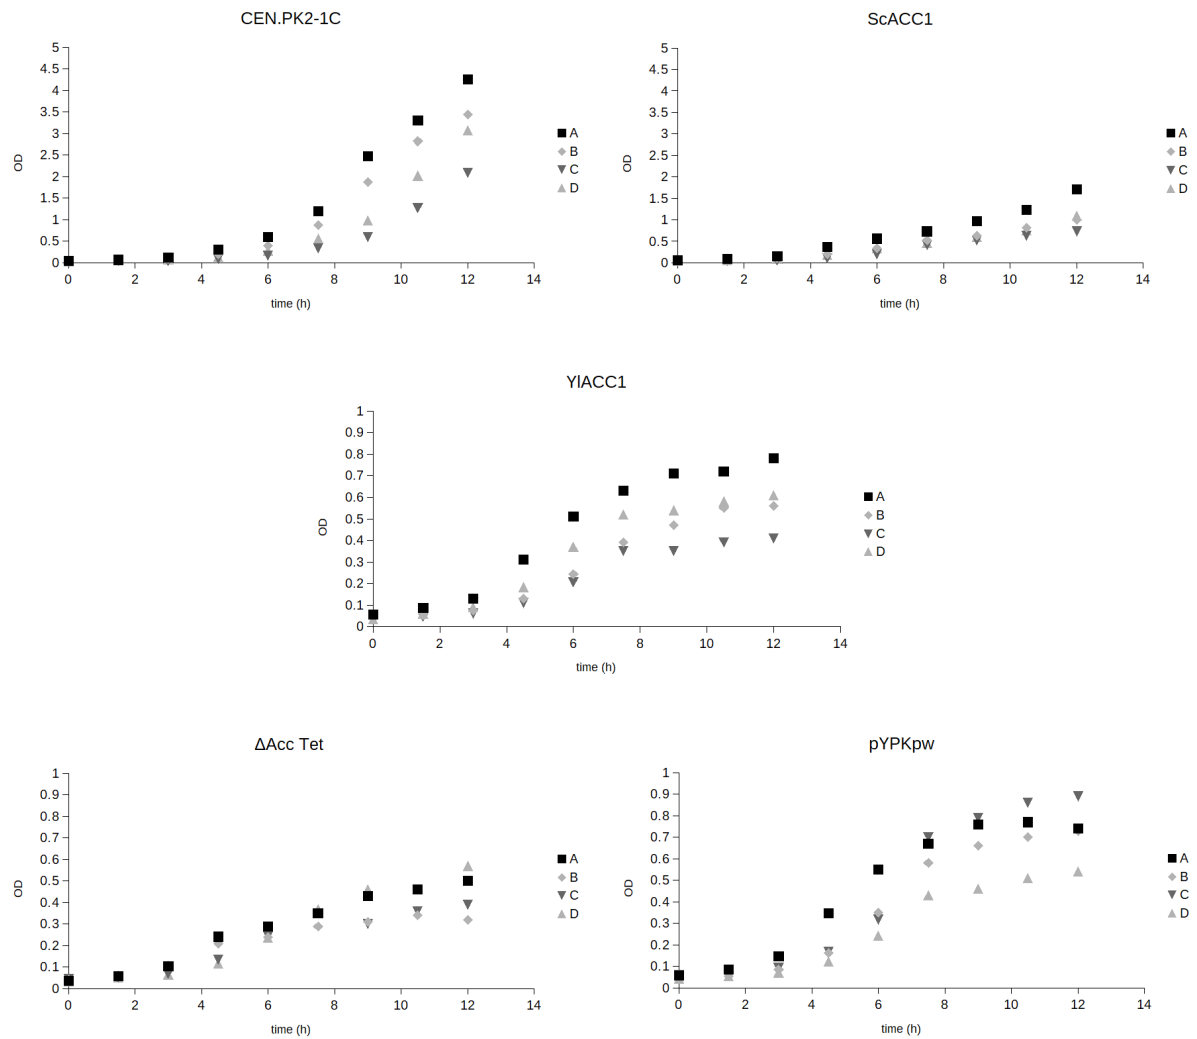 CEN.PK2-1C
5
4.5
4
3.5
3
2.5
2
1.5
1
0.5
0
OD
0 2 4 6 8 10 12 14
time (h)
A
B
C
D
ScACC1
5
4.5
4
3.5
3
2.5
2
1.5
1
0.5
0
OD
0 2 4 6 8 10 12 14
time (h)
A
B
C
D
YlACC1
1
0.9
0.8
0.7
0.6
0.5
0.4
0.3
0.2
0.1
0
OD
0 2 4 6 8 10 12 14
time (h)
A
B
C
D
ΔAcc Tet
1
0.9
0.8
0.7
0.6
0.5
0.4
0.3
0.2
0.1
0
OD
0 2 4 6 8 10 12 14
time (h)
A
B
C
D
pYPKpw
1
0.9
0.8
0.7
0.6
0.5
0.4
0.3
0.2
0.1
0
OD
0 2 4 6 8 10 12 14
time (h)
A
B
C
D